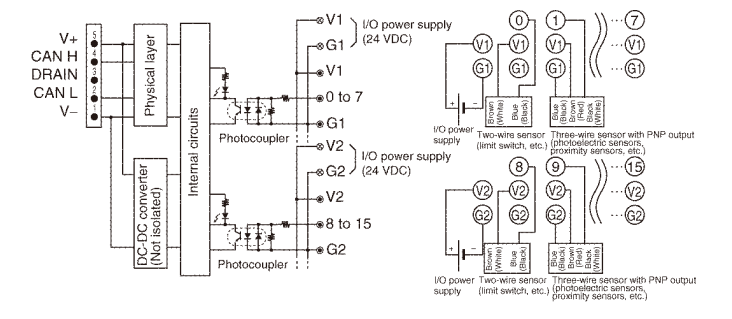 V+
CAN H
DRAIN
CAN L
V–
5
4
3
2
1
Physical layer
DC-DC converter
(Not isolated)
Internal circuits
Photocoupler
V1
G1
I/O power supply
(24 VDC)
V1
0 to 7
G1
V2
G2
I/O power supply
(24 VDC)
V2
8 to 15
G2
Photocoupler
0
1
7
V1
V1
V1
V1
G1
G1
G1
G1
+
–
Brown
(White)
Blue
(Black)
Blue
(Black)
Brown
(Red)
Black
(White)
I/O power
supply
Two-wire sensor
(limit switch, etc.)
Three-wire sensor with PNP output
(photoelectric sensors,
proximity sensors, etc.)
8
9
15
V2
V2
V2
V2
G2
G2
G2
G2
+
–
Brown
(White)
Blue
(Black)
Blue
(Black)
Brown
(Red)
Black
(White)
I/O power
supply
Two-wire sensor
(limit switch, etc.)
Three-wire sensor with PNP output
(photoelectric sensors,
proximity sensors, etc.)